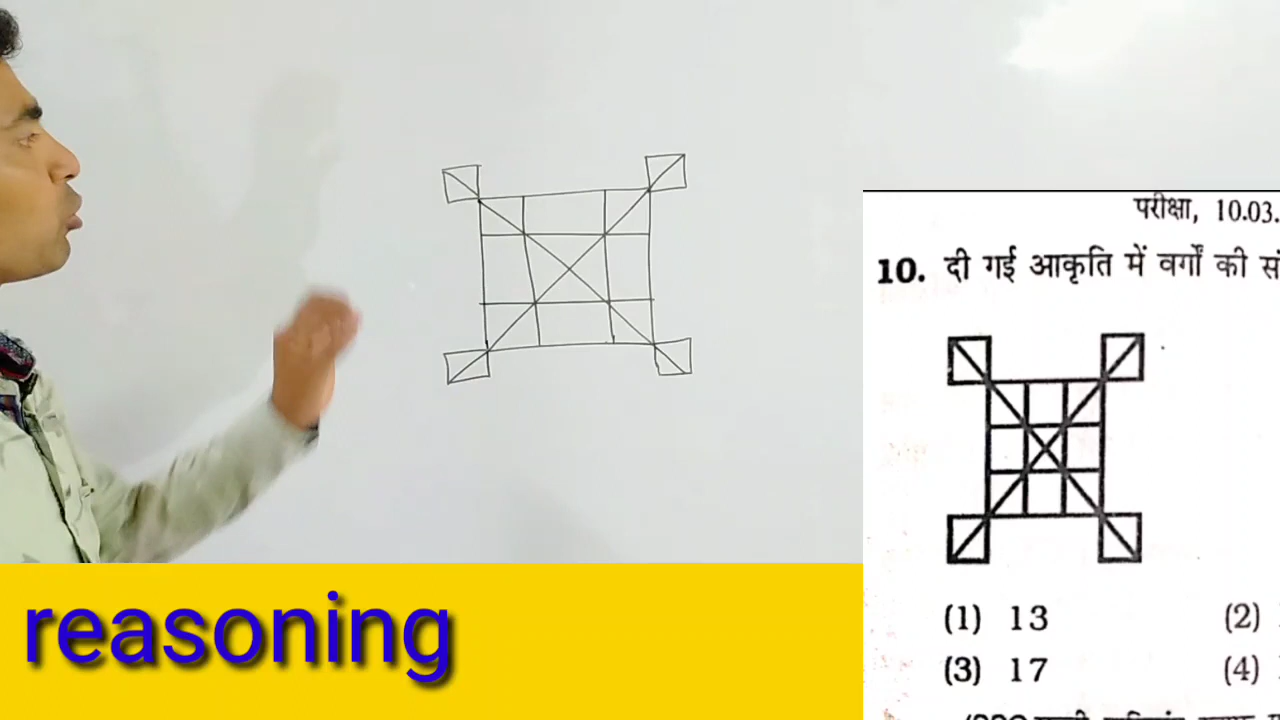 परीक्षा, 10.03.
10. दी गई आकृति में वर्गों की
(1) 13 (2)
(3) 17 (4)
reasoning